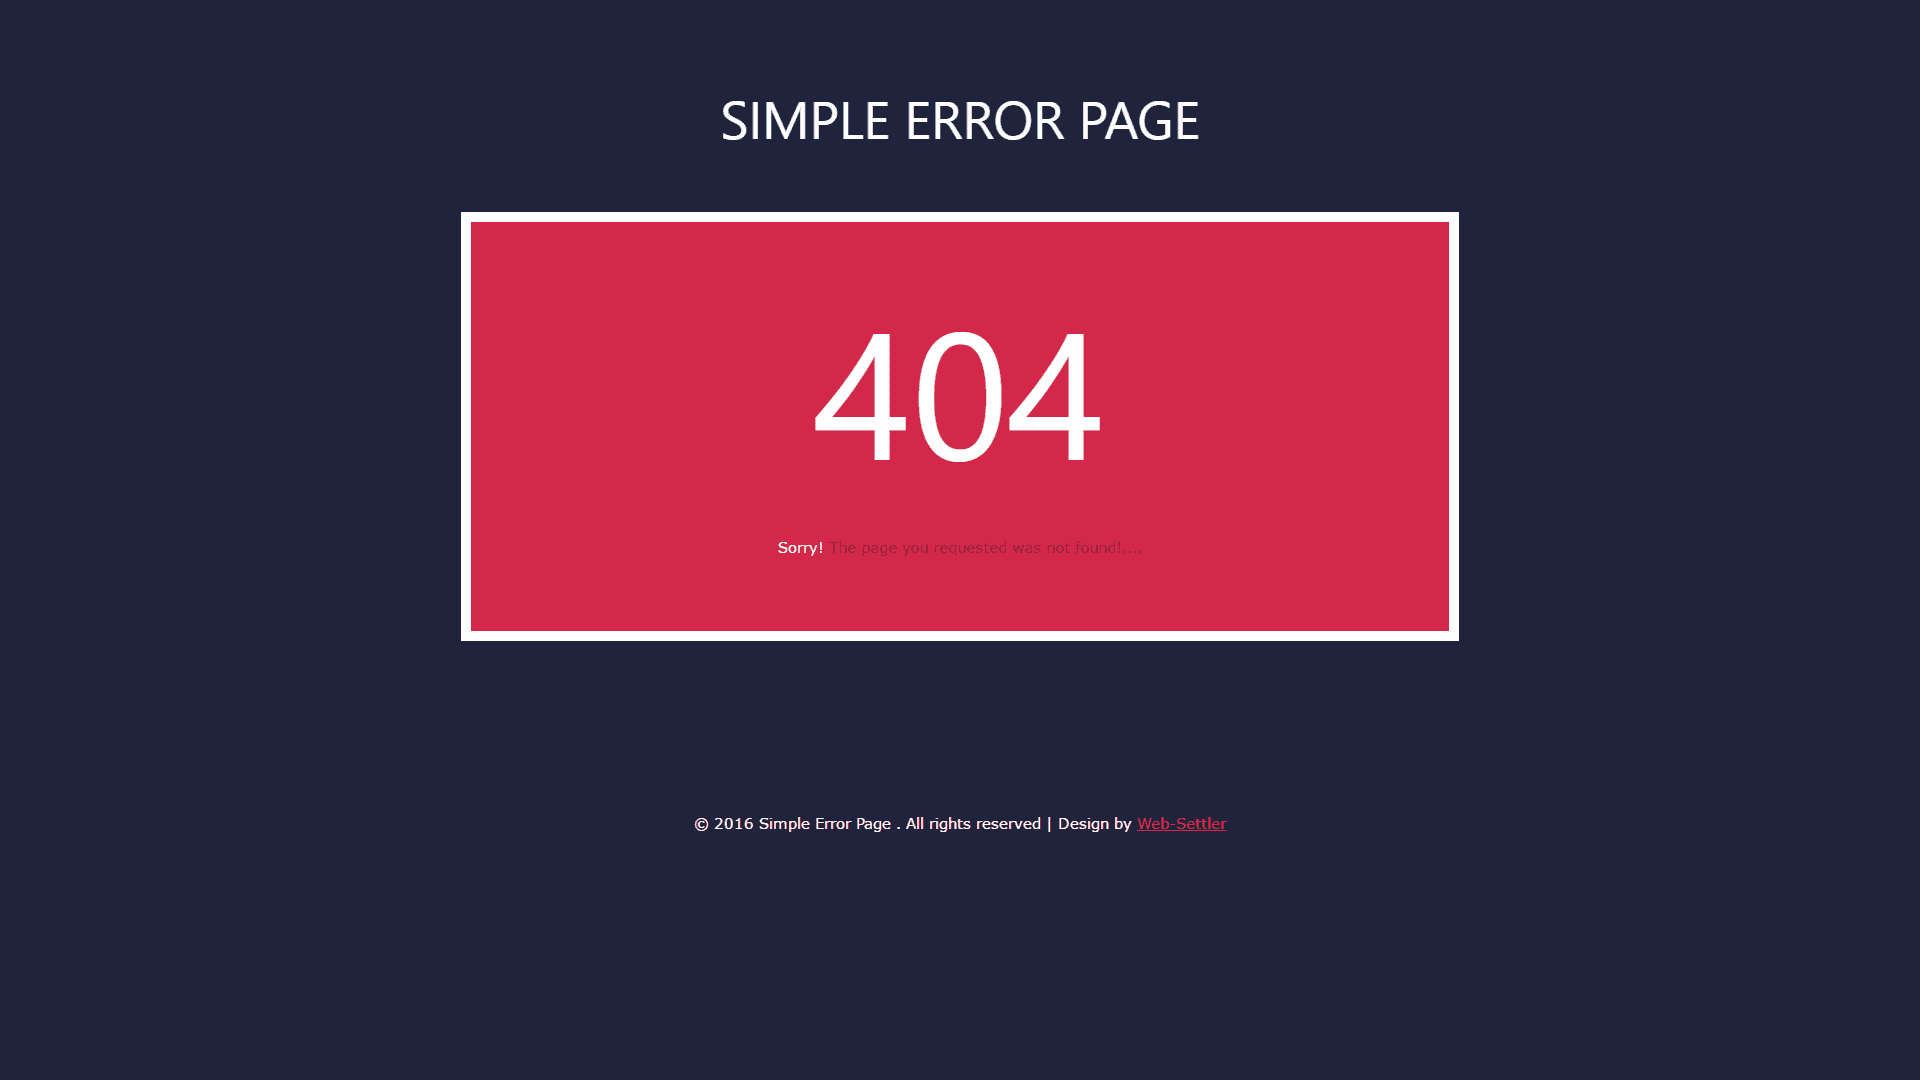 SIMPLE ERROR PAGE
404
Sorry! The page you requested was not found!....
© 2016 Simple Error Page . All rights reserved | Design by Web-Settler